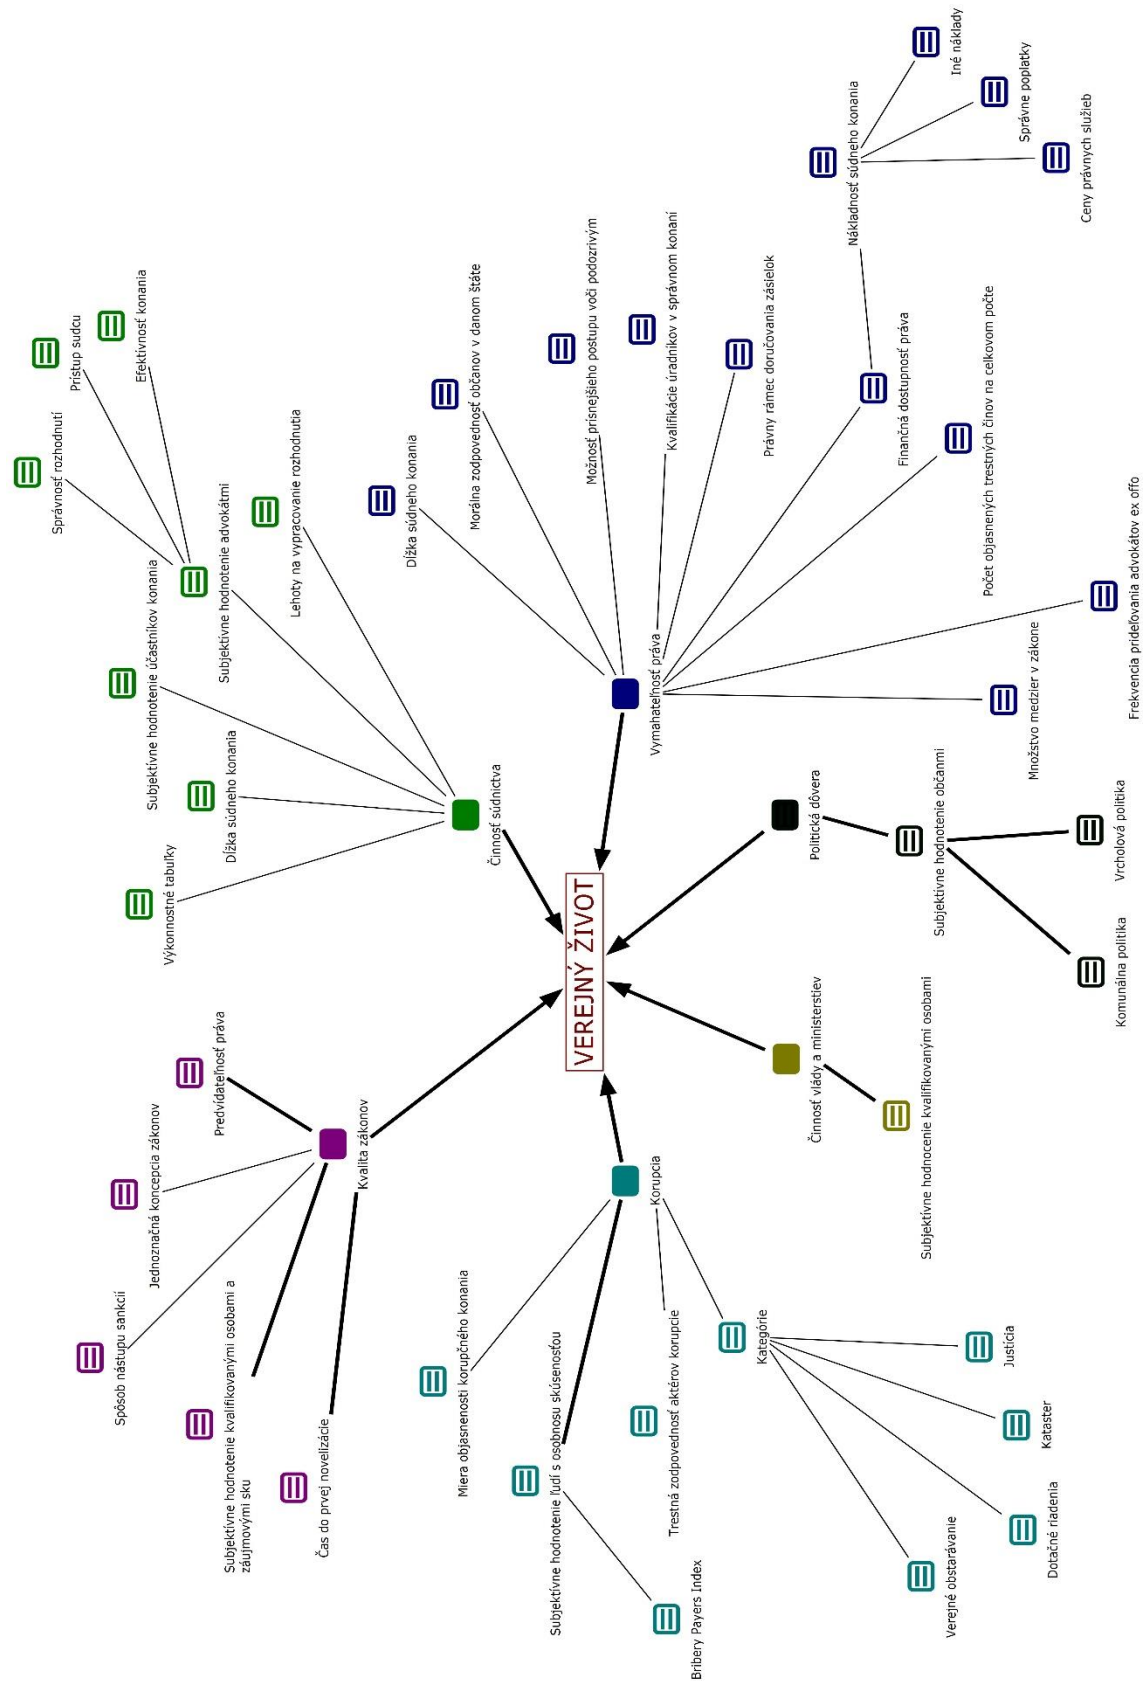 Spôsob nástupu sankcií
Jednoznačná koncepcia zákonov
Predvídateľnosť práva
Subjektívne hodnotenie kvalifikovanými osobami a
záujmovými sku
Čas do prvej novelizácie
Kvalita zákonov
Výkonnostné tabuľky
Dĺžka súdneho konania
Subjektívne hodnotenie účastníkov konania
Subjektívne hodnotenie advokátmi
Správnosť rozhodnutí
Prístup sudcu
Efektívnosť konania
Lehoty na vypracovanie rozhodnutia
Činnosť súdnictva
VEREJNÝ ŽIVOT
Dĺžka súdneho konania
Morálna zodpovednosť občanov v danom štáte
Možnosť prísnejšieho postupu voči podozrivým
Kvalifikácie úradníkov v správnom konaní
Právny rámec doručovania zásielok
Finančná dostupnosť práva
Nákladnosť súdneho konania
Iné náklady
Správne poplatky
Ceny právnych služieb
Počet objasnených trestných činov na celkovom počte
Frekvencia prideľovania advokátov ex offo
Množstvo medzier v zákone
Vymahateľnosť práva
Miera objasnenosti korupčného konania
Subjektívne hodnotenie ľudí s osobnosu skúsenosťou
Bribery Payers Index
Korupcia
Trestná zodpovednosť aktérov korupcie
Kategórie
Verejné obstarávanie
Dotačné riadenia
Kataster
Justícia
Činnosť vlády a ministerstiev
Subjektívne hodnocenie kvalifikovanými osobami
Politická dôvera
Subjektívne hodnotenie občanmi
Komunálna politika
Vrcholová politika